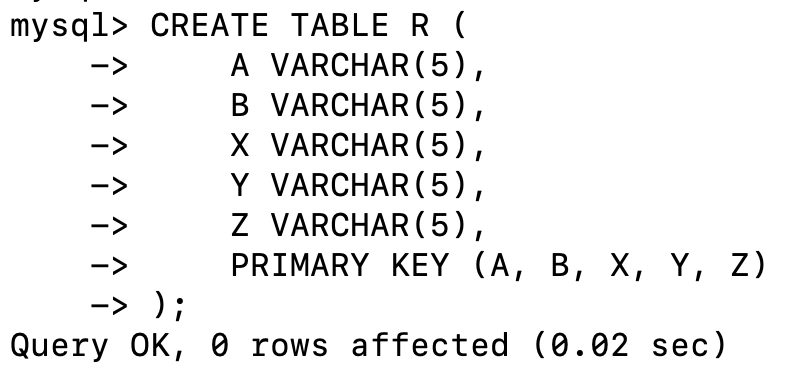 mysql> CREATE TABLE R (
    ->     A VARCHAR(5),
    ->     B VARCHAR(5),
    ->     X VARCHAR(5),
    ->     Y VARCHAR(5),
    ->     Z VARCHAR(5),
    ->     PRIMARY KEY (A, B, X, Y, Z)
    -> );
Query OK, 0 rows affected (0.02 sec)